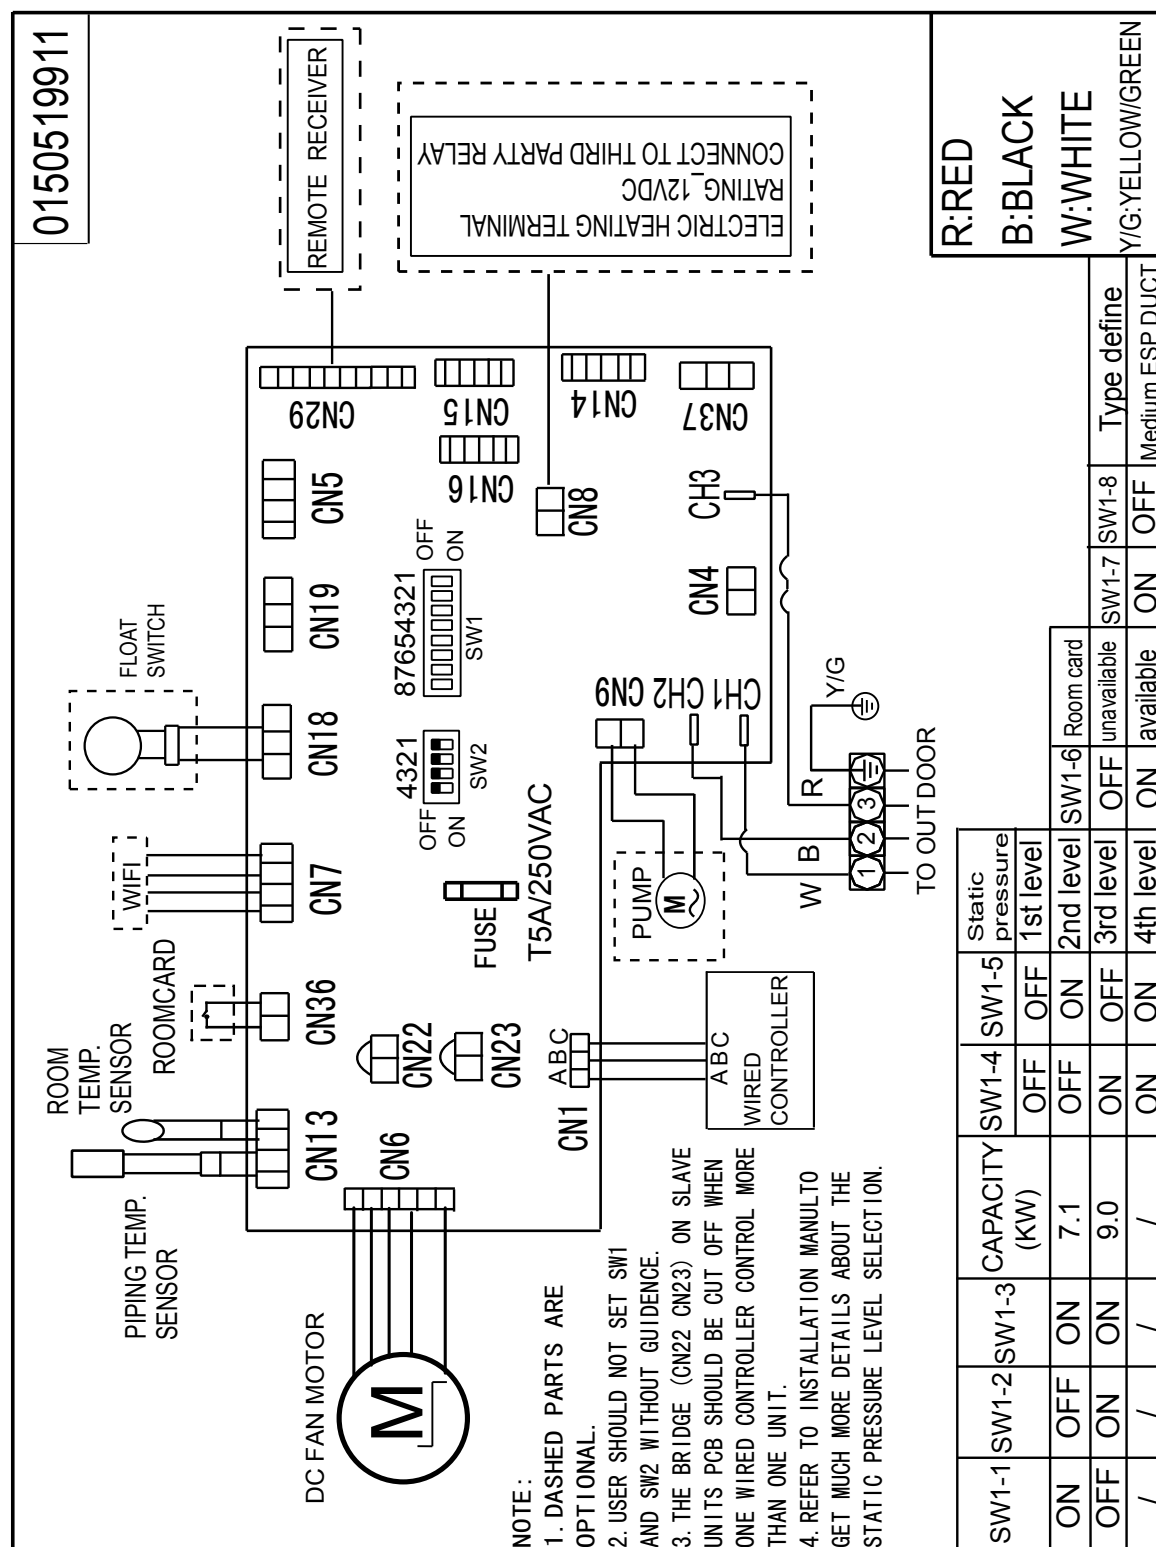 01505519911
REMOTE RECEIVER
ELECTRIC HEATING TERMINAL
RATING_12VDC
CONNECT TO THIRD PARTY RELAY
R:RED
B:BLACK
W:WHITE
Y/G:YELLOW/GREEN
FLOAT
SWITCH
WIFI
ROOMCARD
ROOM
TEMP.
SENSOR
PIPING TEMP.
SENSOR
CN13
CN36
CN7
CN18
CN19
CN5
CN29
CN15
CN16
CN14
CN37
CN8
CH3
CN4
CN9
CH2
CH1
CN6
CN22
CN23
CN1
A B C
A B C
WIRED
CONTROLLER
FUSE
T5A/250VAC
4321
OFF
ON
SW2
87654321
OFF
ON
SW1
PUMP
M
W
B
R
Y/G
1
2
3
TO OUT DOOR
DC FAN MOTOR
M
NOTE:
1. DASHED PARTS ARE
OPTIONAL.
2. USER SHOULD NOT SET SW1
AND SW2 WITHOUT GUIDENCE.
3. THE BRIDGE (CN22 CN23) ON SLAVE
UNITS PCB SHOULD BE CUT OFF WHEN
ONE WIRED CONTROLLER CONTROL MORE
THAN ONE UNIT.
4. REFER TO INSTALLATION MANULTO
GET MUCH MORE DETAILS ABOUT THE
STATIC PRESSURE LEVEL SELECTION.
SW1-1 SW1-2 SW1-3 CAPACITY (KW)
ON OFF ON 7.1
OFF ON ON 9.0
/ / / /
SW1-4 SW1-5 Static pressure
OFF OFF 1st level
OFF ON 2nd level
ON OFF 3rd level
ON ON 4th level
SW1-6 Room card
OFF unavailable
ON available
SW1-7 SW1-8 Type define
ON OFF Medium ESP DUCT